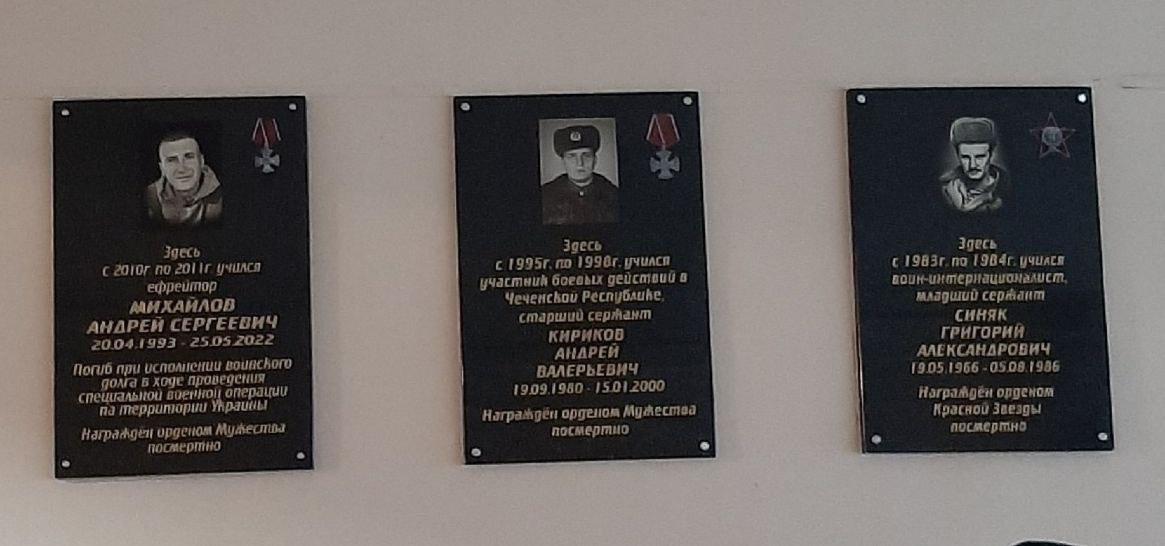 Здесь
с 2010г. по 2011г. учился
ефрейтор
МИХАЙЛОВ
АНДРЕЙ СЕРГЕЕВИЧ
20.04.1993 - 25.05.2022
Погиб при исполнении воинского
долга в ходе проведения
специальной военной операции
на территории Украины
Награждён орденом Мужества
посмертно
Здесь
с 1995г. по 1998г. учился
участник боевых действий в
Чеченской Республике,
старший сержант
КИРИКОВ
АНДРЕЙ
ВАЛЕРЬЕВИЧ
19.09.1980 - 15.01.2000
Награждён орденом Мужества
посмертно
Здесь
с 1983г. по 1984г. учился
воин-интернационалист,
младший сержант
СИНЯК
ГРИГОРИЙ
АЛЕКСАНДРОВИЧ
19.05.1966 - 05.08.1986
Награждён орденом
Красной Звезды
посмертно